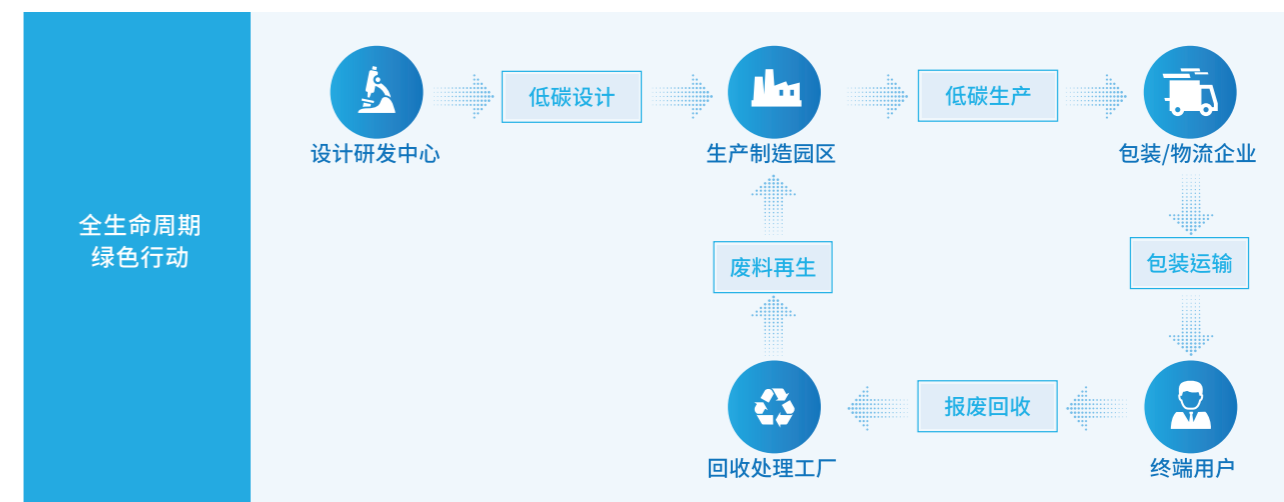 全生命周期
绿色行动
低碳设计
低碳生产
设计研发中心
生产制造园区
包装/物流企业
废料再生
包装运输
报废回收
回收处理工厂
终端用户